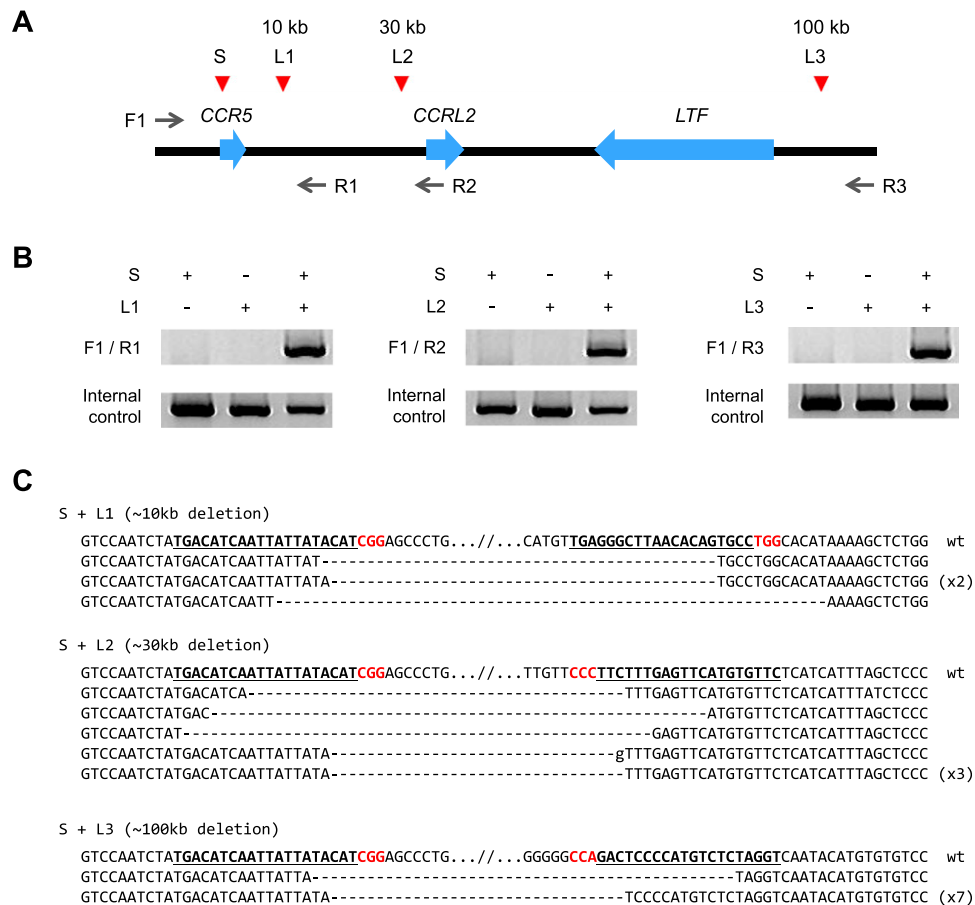 A
10 kb 30 kb 100 kb
S L1 L2 L3
F1 CCR5 CCRL2 LTF
R1 R2 R3
B
S + - + S + - + S + - +
L1 - + + L2 - + + L3 - + +
F1 / R1 F1 / R2 F1 / R3
Internal control Internal control Internal control
C
S + L1 (~10kb deletion)
GTCCAATCTATGACATCAATTATTATACATCGGAGCCCTG...//...CATGTTGAGGGCTTAACACAGTGCCTGGCACATAAAAGCTCTGG wt
GTCCAATCTATGACATCAATTATTAT-------------------------------------------TGCCTGGCACATAAAAGCTCTGG
GTCCAATCTATGACATCAATTATTATA------------------------------------------TGCCTGGCACATAAAAGCTCTGG (x2)
GTCCAATCTATGACATCAATT------------------------------------------------------------AAAAGCTCTGG
S + L2 (~30kb deletion)
GTCCAATCTATGACATCAATTATTATACATCGGAGCCCTG...//...TTGTTCCCTTCTTTGAGTTCATGTGTTCTCATCATTTAGCTCCC wt
GTCCAATCTATGACATCA-----------------------------------------TTTGAGTTCATGTGTTCTCATCATTTATCTCCC
GTCCAATCTATGAC------------------------------------------------------ATGTGTTCTCATCATTTAGCTCCC
GTCCAATCTAT---------------------------------------------------GAGTTCATGTGTTCTCATCATTTAGCTCCC
GTCCAATCTATGACATCAATTATTATA-------------------------------gTTTGAGTTCATGTGTTCTCATCATTTAGCTCCC
GTCCAATCTATGACATCAATTATTATA--------------------------------TTTGAGTTCATGTGTTCTCATCATTTAGCTCCC (x3)
S + L3 (~100kb deletion)
GTCCAATCTATGACATCAATTATTATACATCGGAGCCCTG...//...GGGGGCCAGACTCCCCATGTCTCTAGGTCAATACATGTGTGTCC wt
GTCCAATCTATGACATCAATTATTA----------------------------------------------TAGGTCAATACATGTGTGTCC
GTCCAATCTATGACATCAATTATTATA--------------------------------TCCCCATGTCTCTAGGTCAATACATGTGTGTCC (x7)